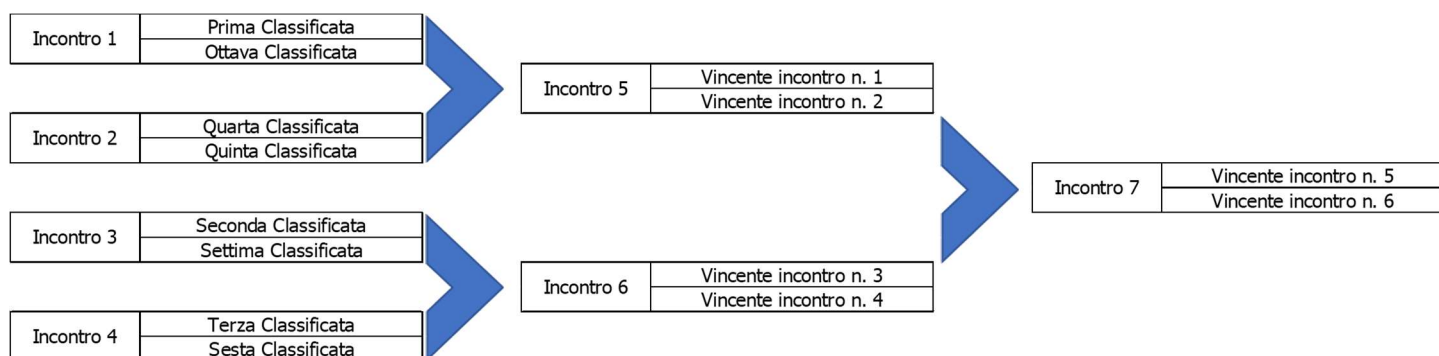 Incontro 1
Prima Classificata
Ottava Classificata
Incontro 2
Quarta Classificata
Quinta Classificata
Incontro 3
Seconda Classificata
Settima Classificata
Incontro 4
Terza Classificata
Sesta Classificata
Incontro 5
Vincente incontro n. 1
Vincente incontro n. 2
Incontro 6
Vincente incontro n. 3
Vincente incontro n. 4
Incontro 7
Vincente incontro n. 5
Vincente incontro n. 6